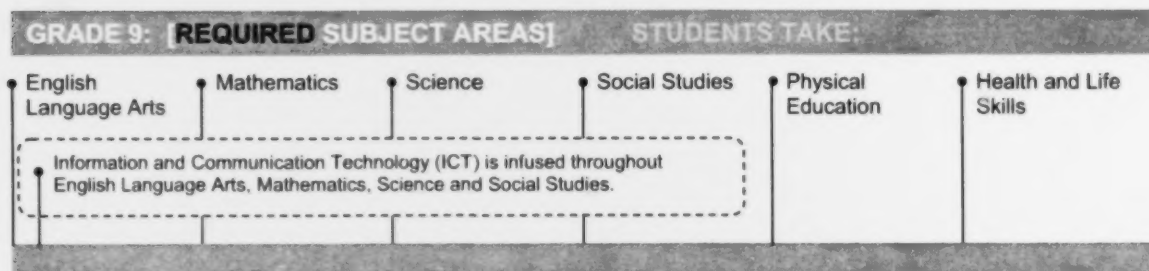 GRADE 9: [REQUIRED SUBJECT AREAS] STUDENTS TAKE:
English
Language Arts
Mathematics
Science
Social Studies
Physical
Education
Health and Life
Skills
Information and Communication Technology (ICT) is infused throughout
English Language Arts, Mathematics, Science and Social Studies.